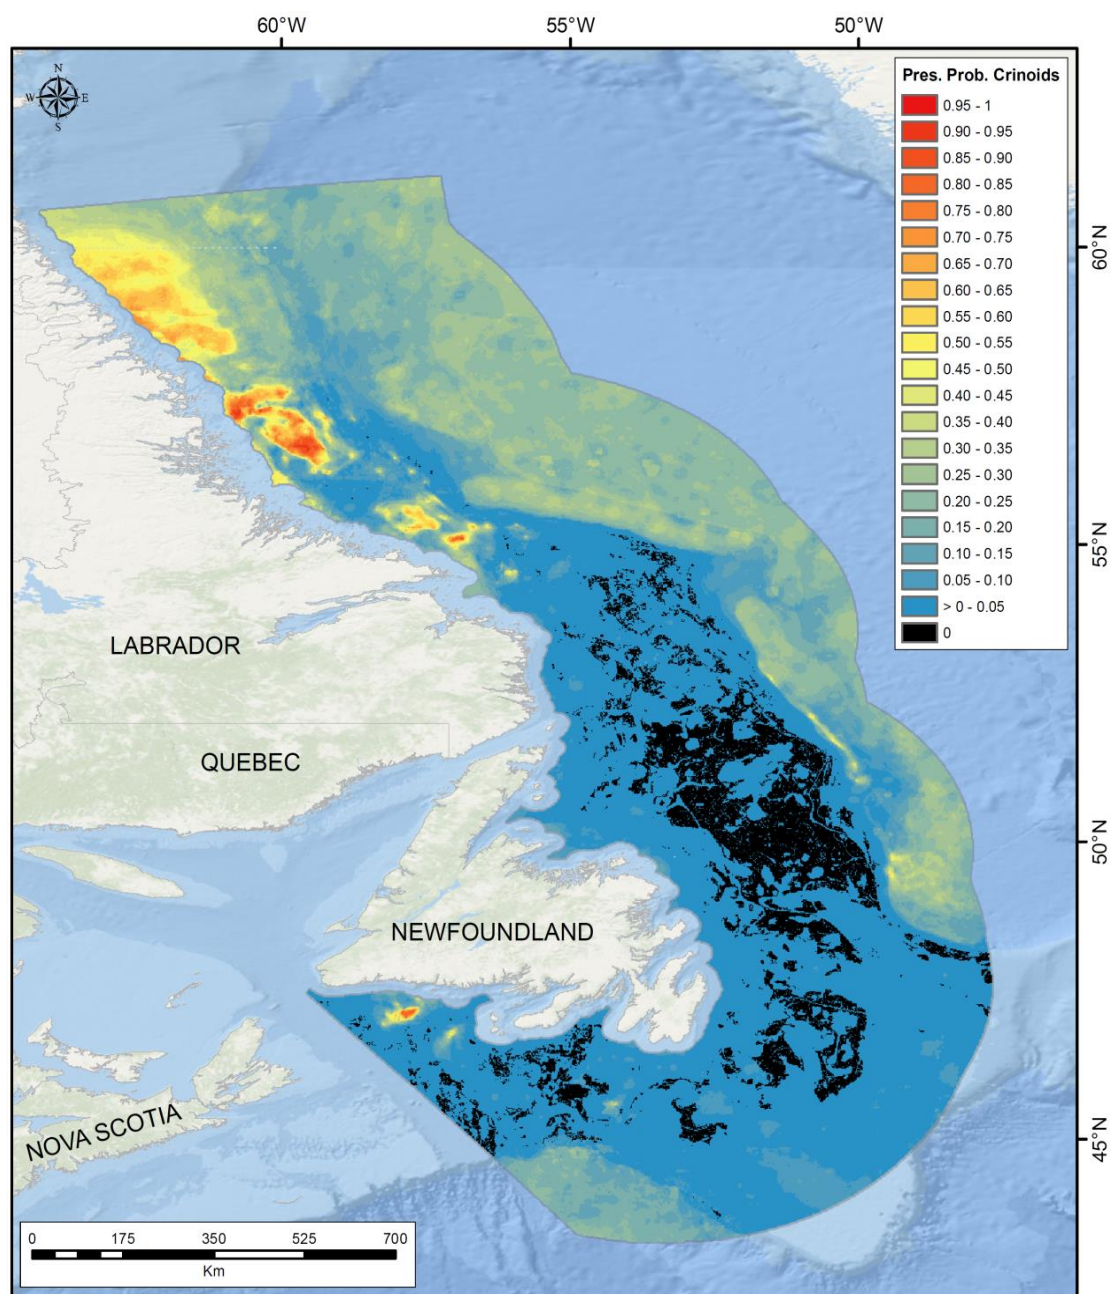 60°W
55°W
50°W
N
W E
S
Pres. Prob. Crinoids
0.95 - 1
0.90 - 0.95
0.85 - 0.90
0.80 - 0.85
0.75 - 0.80
0.70 - 0.75
0.65 - 0.70
0.60 - 0.65
0.55 - 0.60
0.50 - 0.55
0.45 - 0.50
0.40 - 0.45
0.35 - 0.40
0.30 - 0.35
0.25 - 0.30
0.20 - 0.25
0.15 - 0.20
0.10 - 0.15
0.05 - 0.10
> 0 - 0.05
0
60°N
55°N
50°N
45°N
LABRADOR
QUEBEC
NEWFOUNDLAND
NOVA SCOTIA
0 175 350 525 700
Km